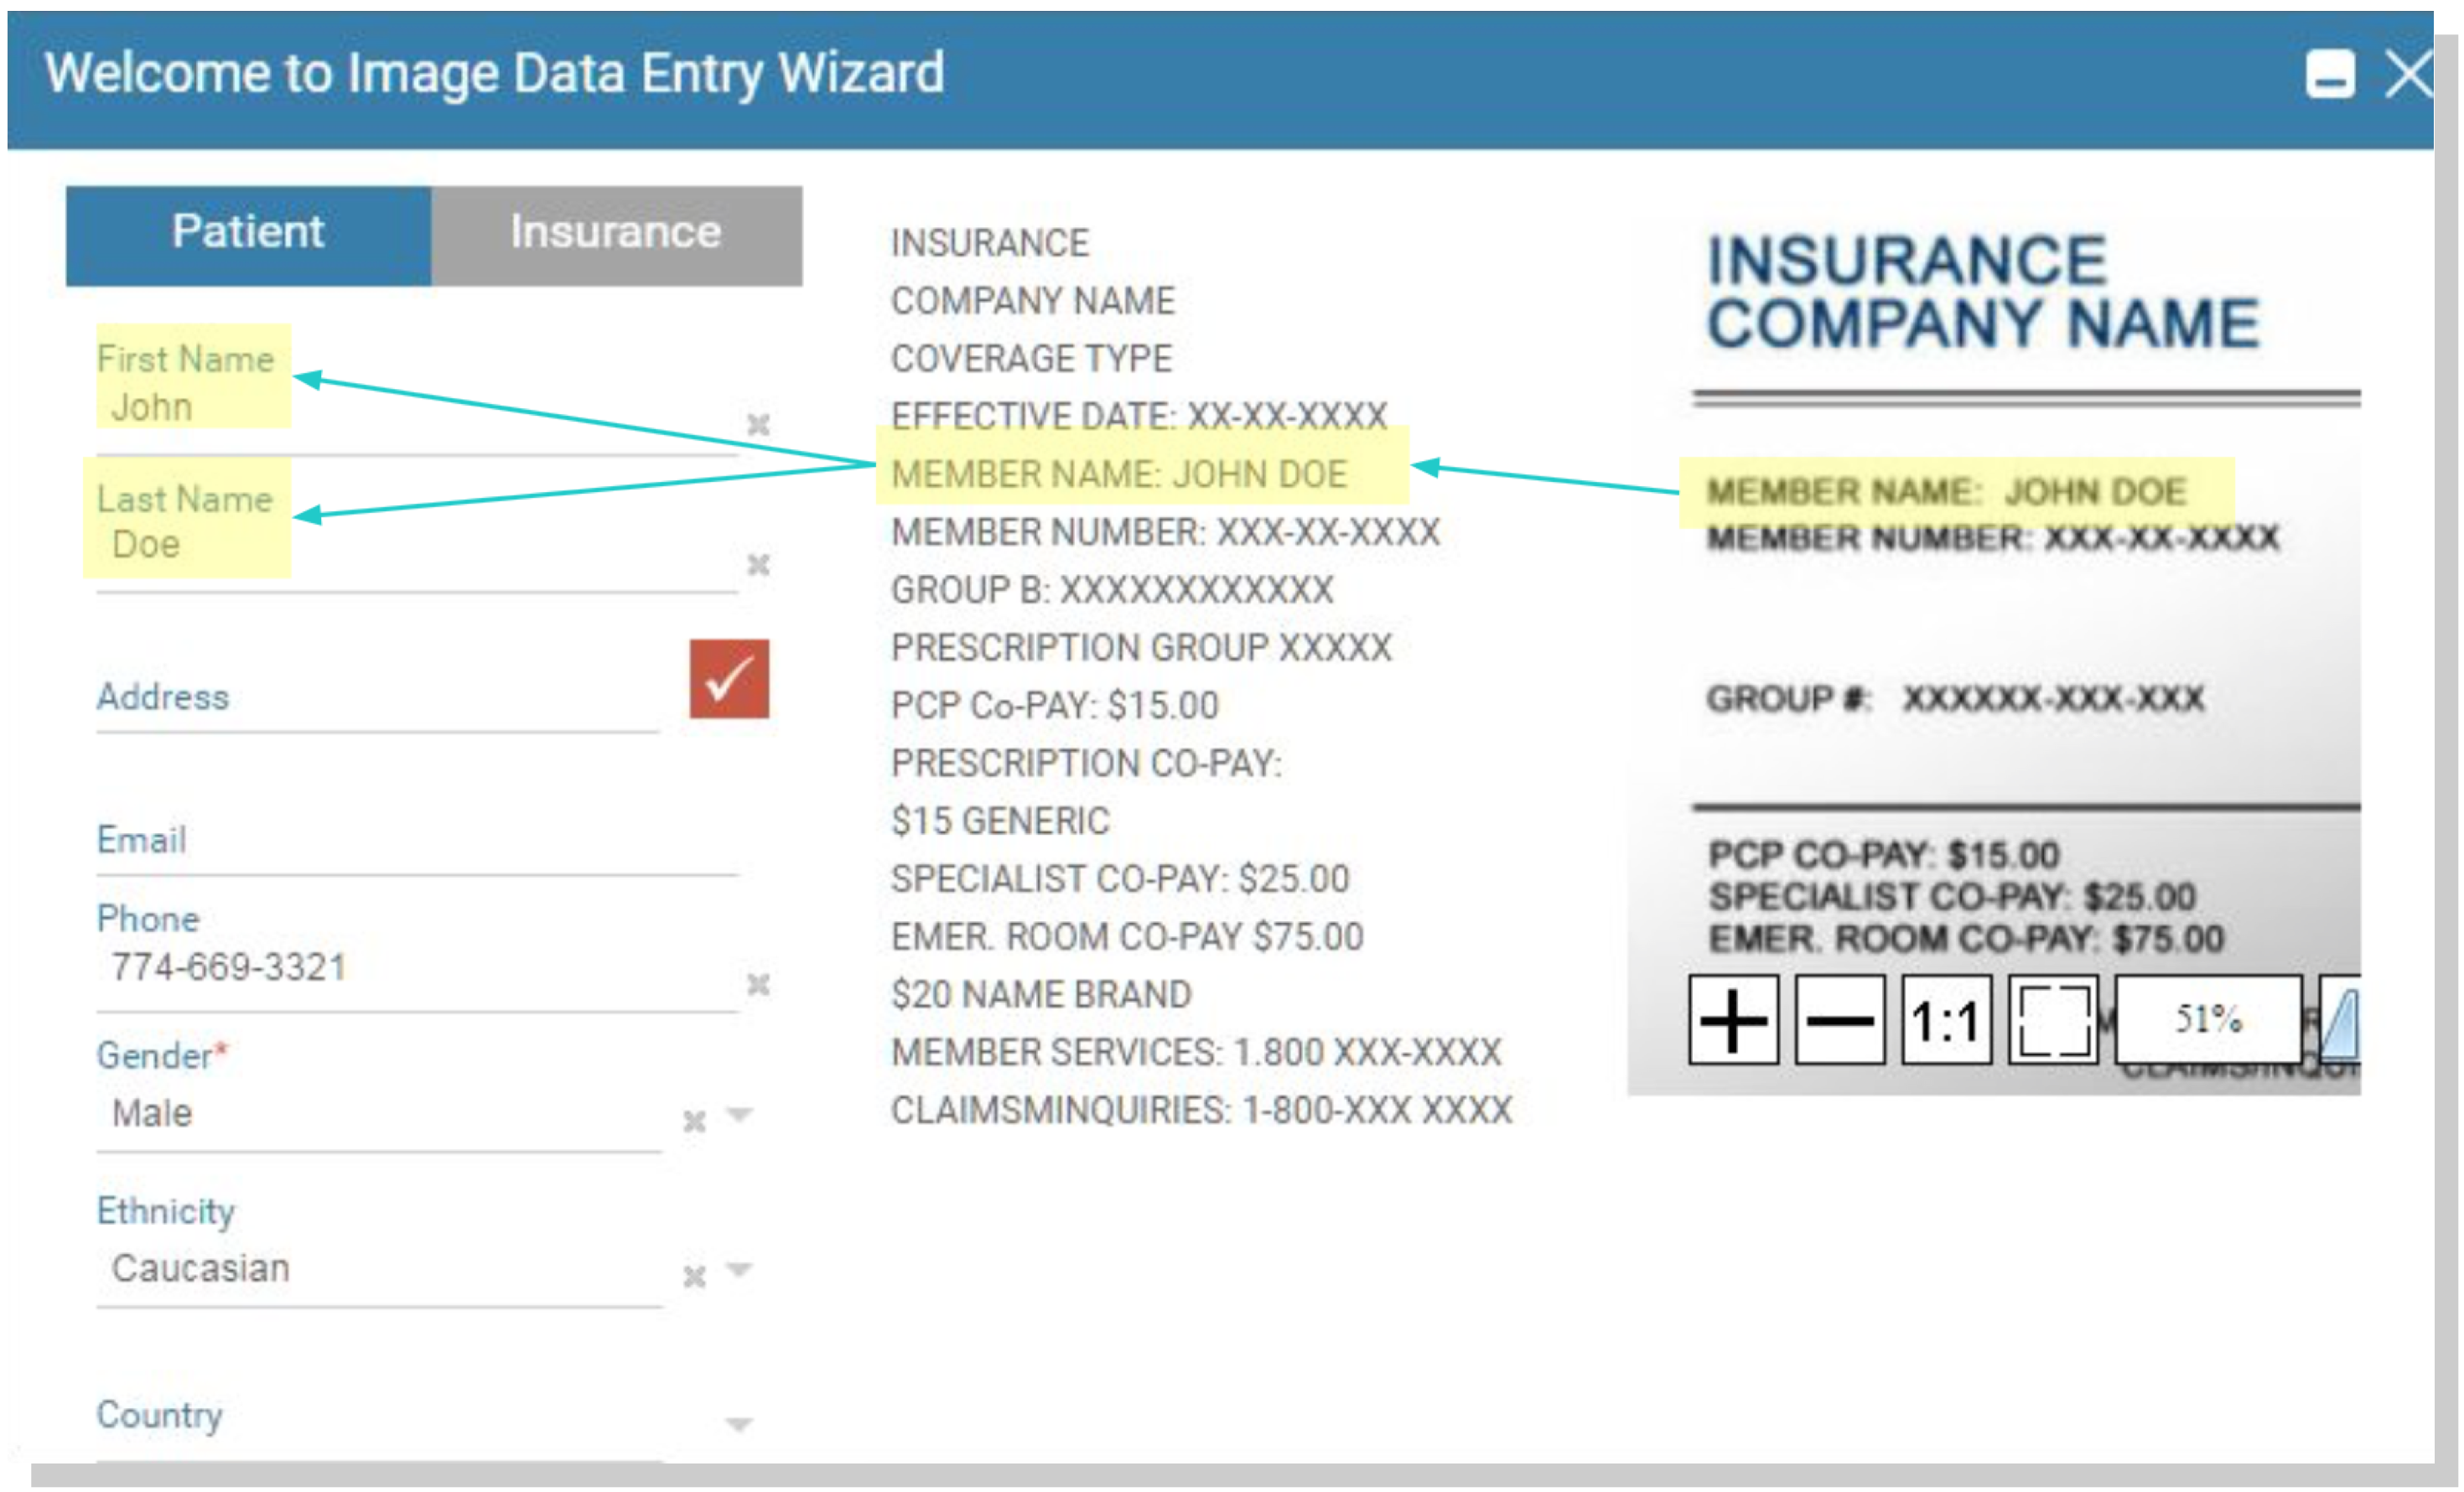 Welcome to Image Data Entry Wizard
Patient
Insurance
First Name
John
Last Name
Doe
Address
Email
Phone
774-669-3321
Gender*
Male
Ethnicity
Caucasian
Country
INSURANCE
COMPANY NAME
COVERAGE TYPE
EFFECTIVE DATE: XX-XX-XXXX
MEMBER NAME: JOHN DOE
MEMBER NUMBER: XXX-XX-XXXX
GROUP B: XXXXXXXXXXXX
PRESCRIPTION GROUP XXXXX
PCP Co-PAY: $15.00
PRESCRIPTION CO-PAY:
$15 GENERIC
SPECIALIST CO-PAY: $25.00
EMER. ROOM CO-PAY $75.00
$20 NAME BRAND
MEMBER SERVICES: 1.800 XXX-XXXX
CLAIMSMINQUIRIES: 1-800-XXX XXXX
INSURANCE
COMPANY NAME
MEMBER NAME: JOHN DOE
MEMBER NUMBER: XXX-XX-XXXX
GROUP #: XXXXXX-XXX-XXX
PCP CO-PAY: $15.00
SPECIALIST CO-PAY: $25.00
EMER. ROOM CO-PAY: $75.00
1:1
51%